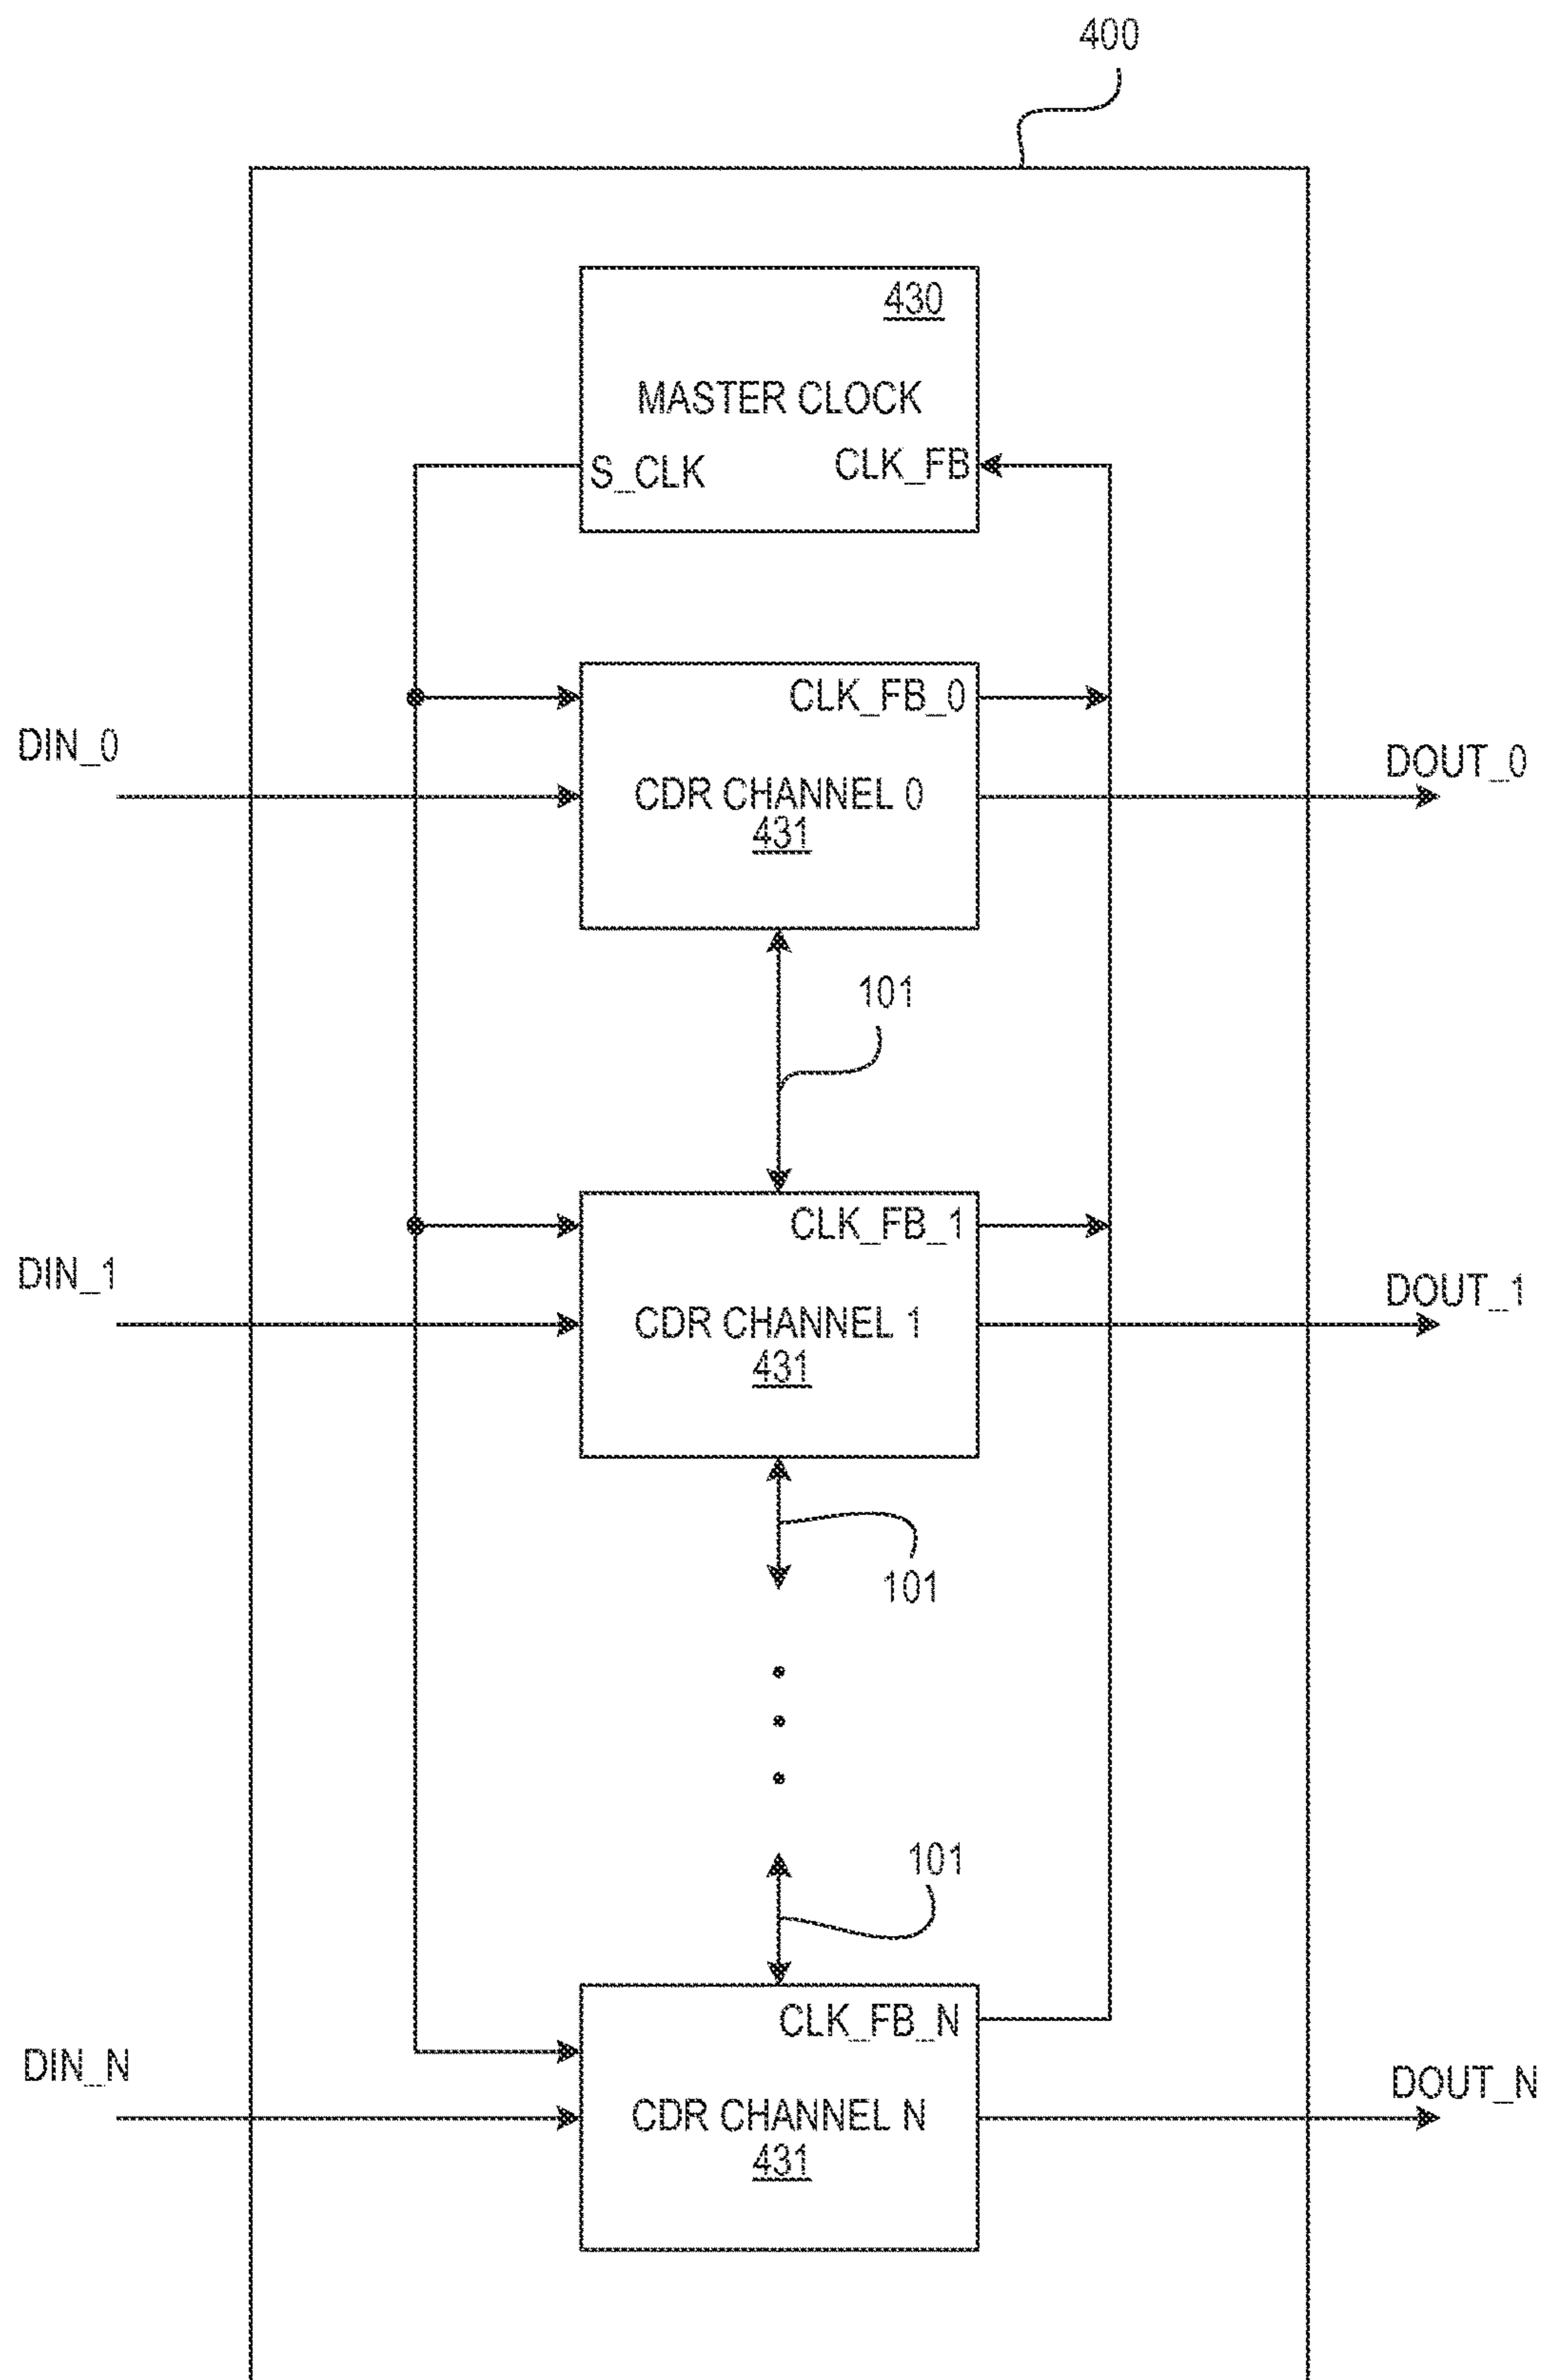 400
430
MASTER CLOCK
S_CLK
CLK_FB
CLK_FB_0
DIN_0
CDR CHANNEL 0
431
DOUT_0
101
CLK_FB_1
DIN_1
CDR CHANNEL 1
431
DOUT_1
101
101
CLK_FB_N
DIN_N
CDR CHANNEL N
431
DOUT_N